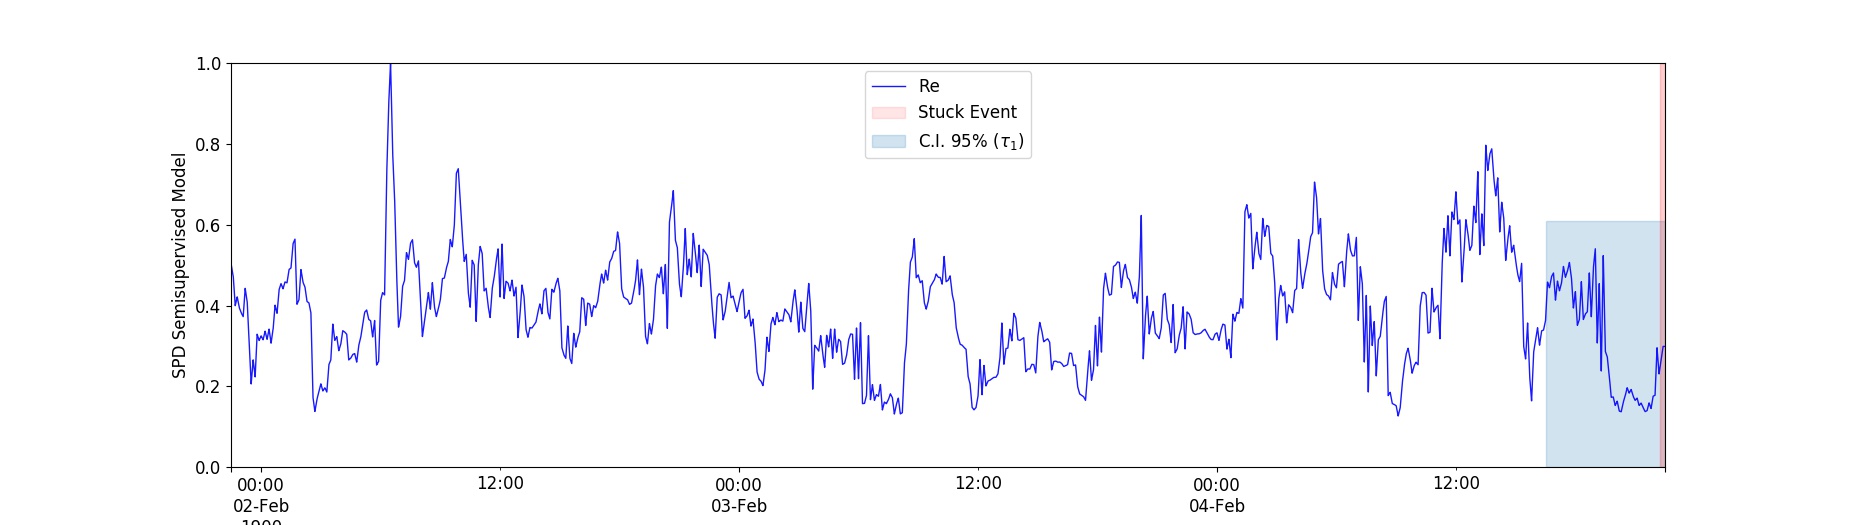 1.0
0.8
0.6
0.4
0.2
0.0
SPD Semisupervised Model
Re
Stuck Event
C.I. 95% (τ₁)
00:00 12:00 00:00 12:00 00:00 12:00
02-Feb 03-Feb 04-Feb
1900